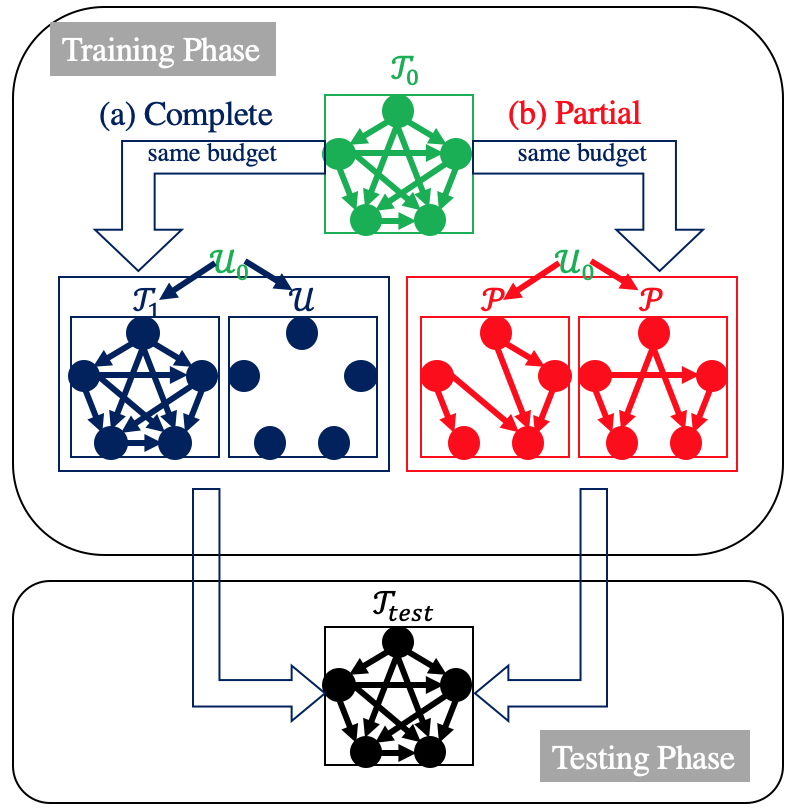 Training Phase
𝒯₀
(a) Complete
(b) Partial
same budget
same budget
𝒰₀
𝒰₀
𝒯₁
𝒰
𝒫
𝒫
𝒯test
Testing Phase